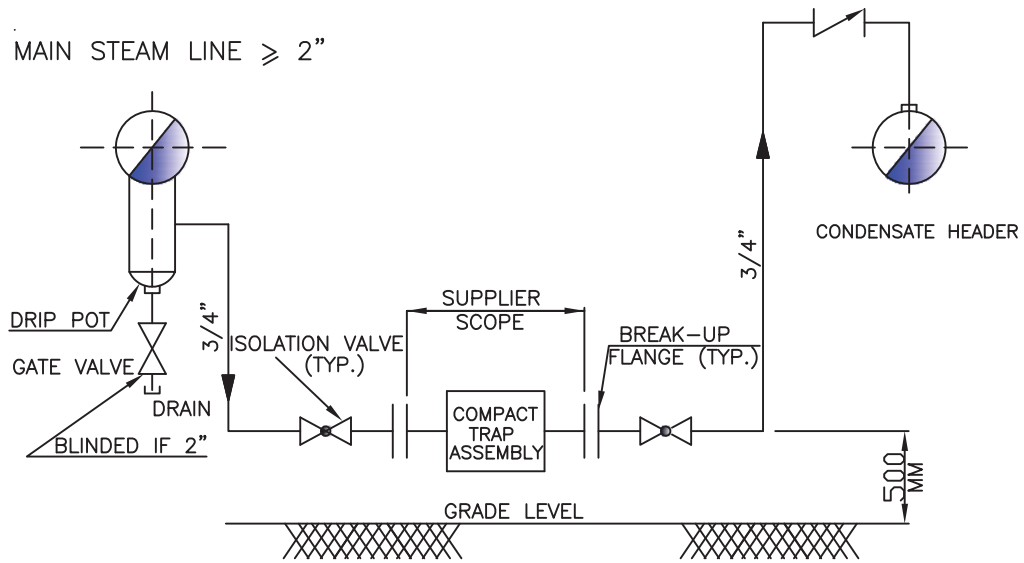 MAIN STEAM LINE ⩾ 2”
CONDENSATE HEADER
3/4”
SUPPLIER
SCOPE
DRIP POT
3/4”
ISOLATION VALVE
(TYP.)
BREAK-UP
FLANGE (TYP.)
GATE VALVE
DRAIN
COMPACT
TRAP
ASSEMBLY
BLINDED IF 2”
500
MM
GRADE LEVEL